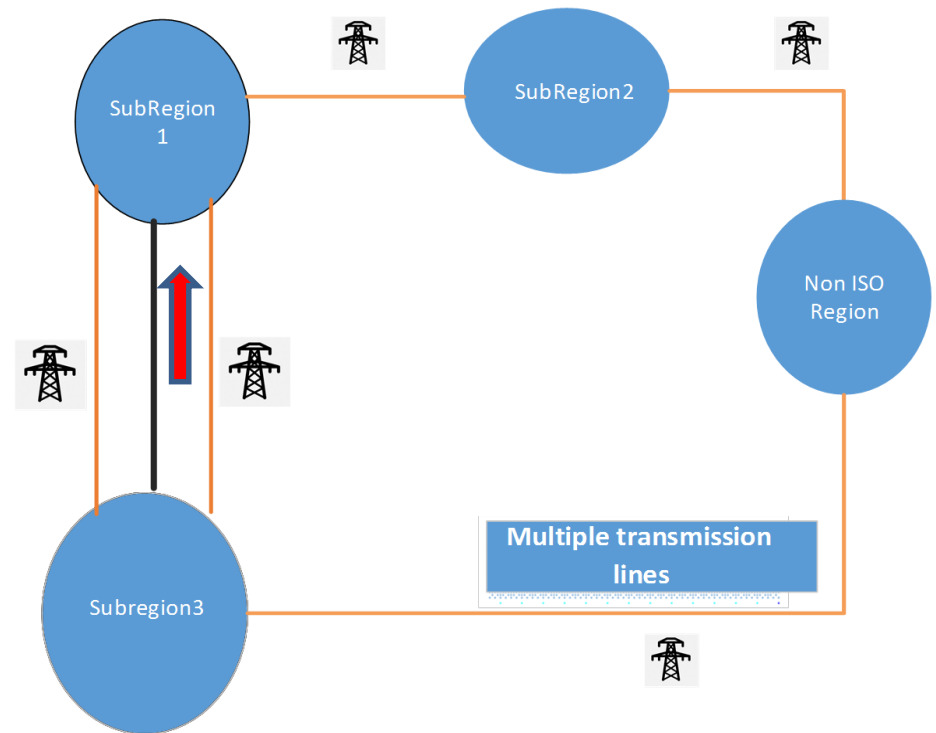 SubRegion
1
SubRegion2
Non ISO
Region
Multiple transmission
lines
Subregion3